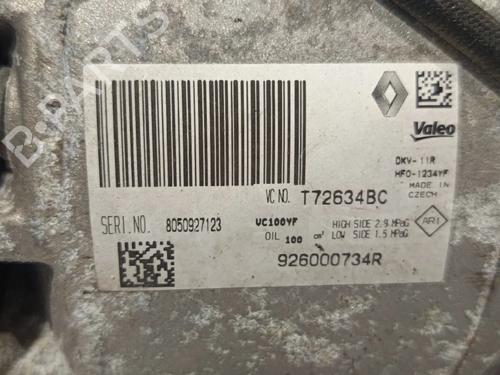 Valeo
DKV-11R
HFO-1234YF
MADE IN
CZECH
VC NO. T72634BC
SERI.NO. 8050927123
VC100YF
OIL 100 cm³
HIGH SIDE 2.9 MPaG
LOW SIDE 1.5 MPaG
ARI
926000734R
B-PARTS